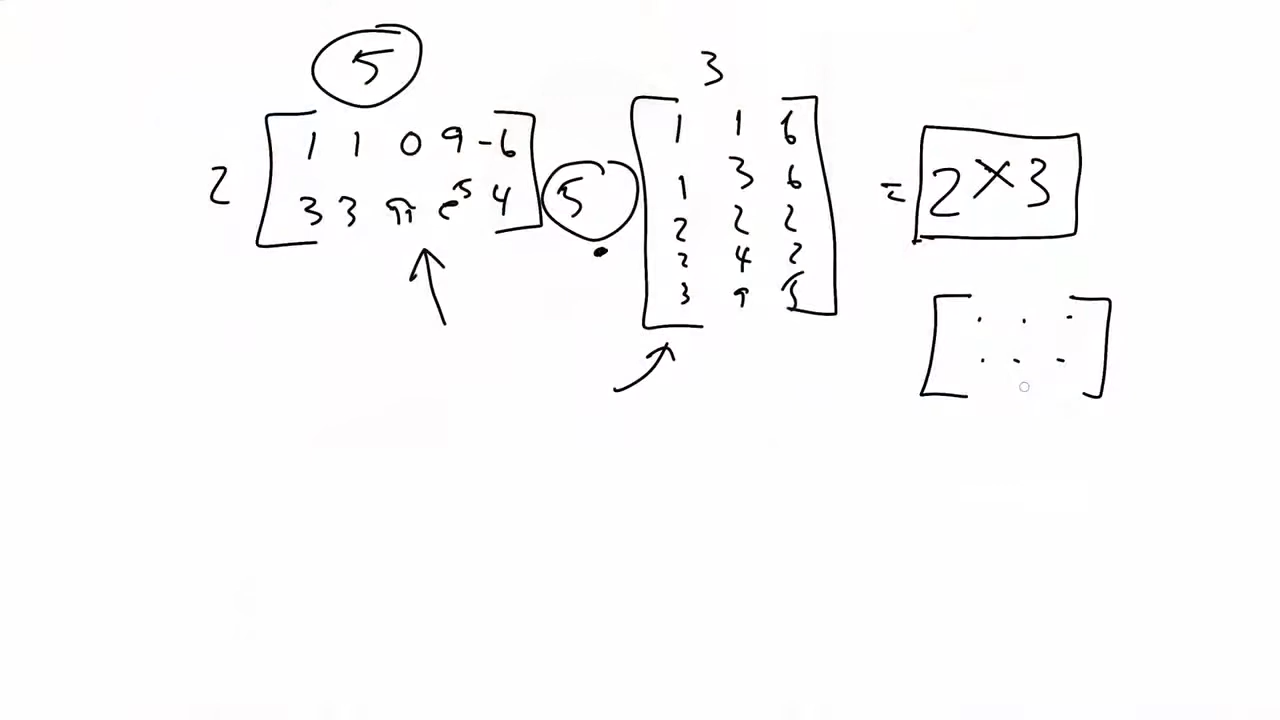 5
3
2 [ 1 1 0 9 -6
3 3 π e⁵ 4 ]
5
[ 1 1 6
1 3 6
2 2 2
2 4 2
3 9 5 ]
= 2 × 3
[ . . .
. . . ]